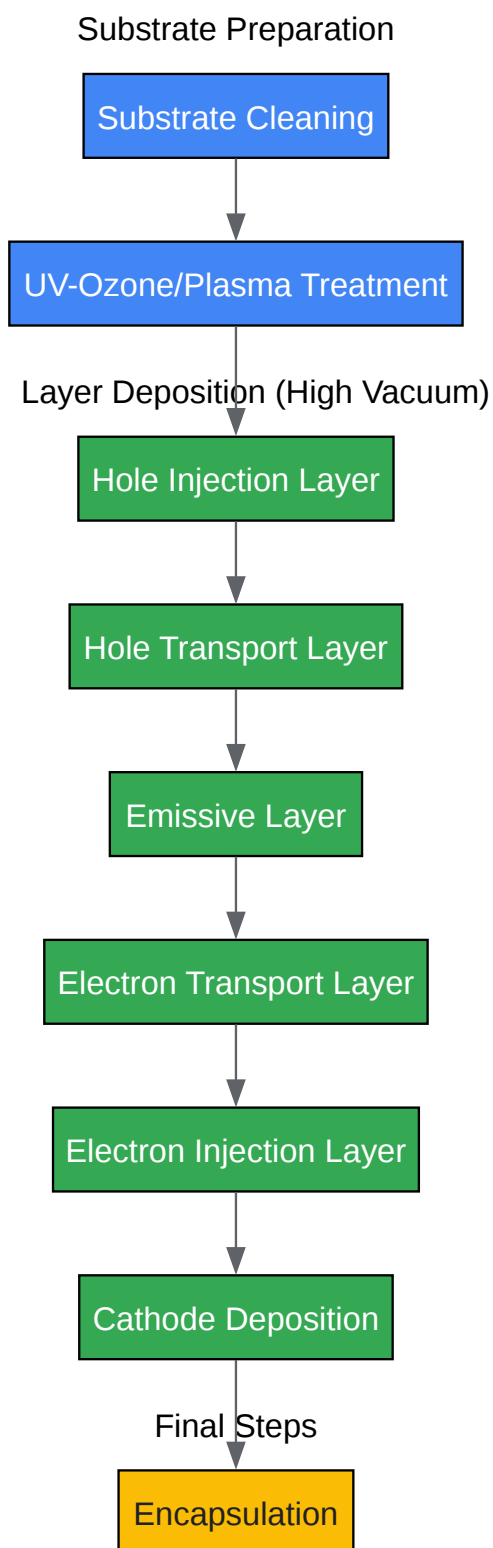 Substrate Preparation
Substrate Cleaning
UV-Ozone/Plasma Treatment
Layer Deposition (High Vacuum)
Hole Injection Layer
Hole Transport Layer
Emissive Layer
Electron Transport Layer
Electron Injection Layer
Cathode Deposition
Final Steps
Encapsulation